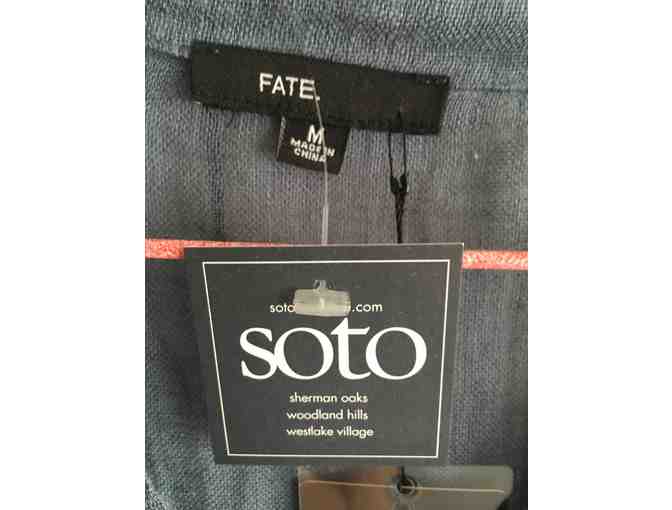 FATE.
M
MADE IN
CHINA
soto
sherman oaks
woodland hills
westlake village